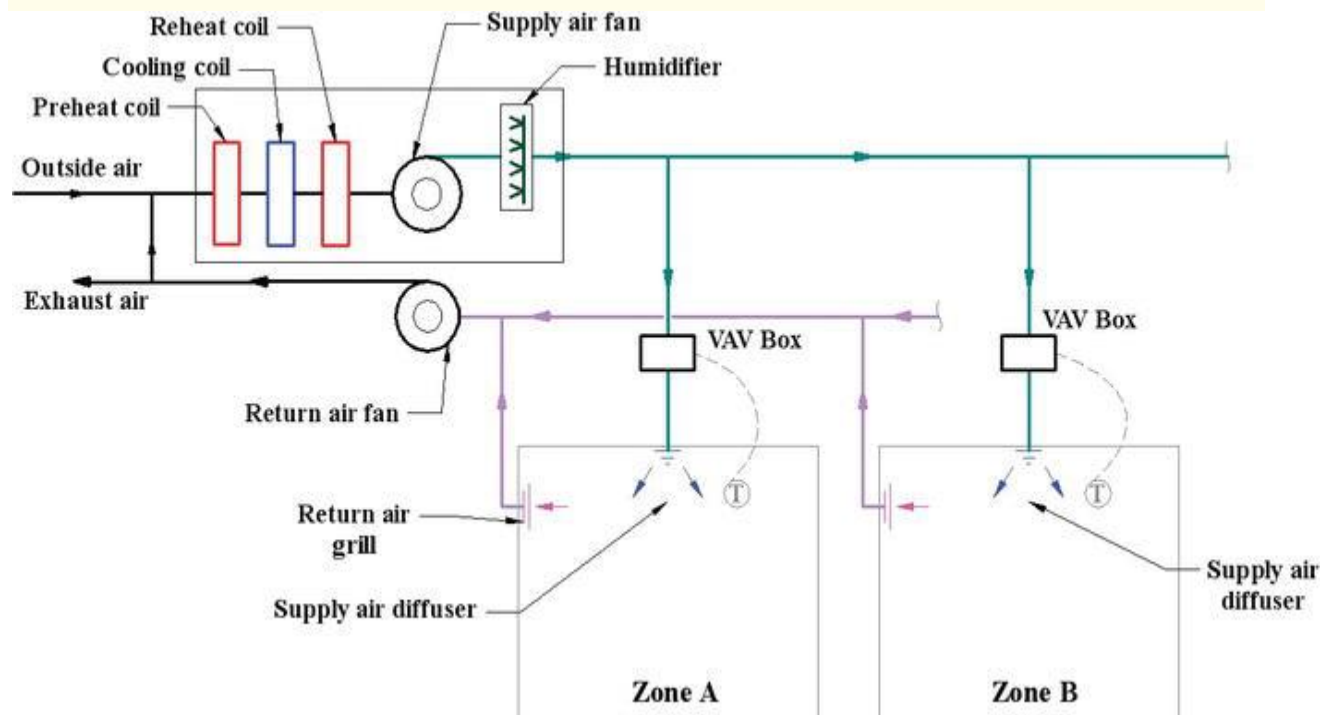 Reheat coil
Supply air fan
Cooling coil
Humidifier
Preheat coil
Outside air
Exhaust air
VAV Box
VAV Box
Return air fan
T
T
Return air
grill
Supply air diffuser
Supply air
diffuser
Zone A
Zone B